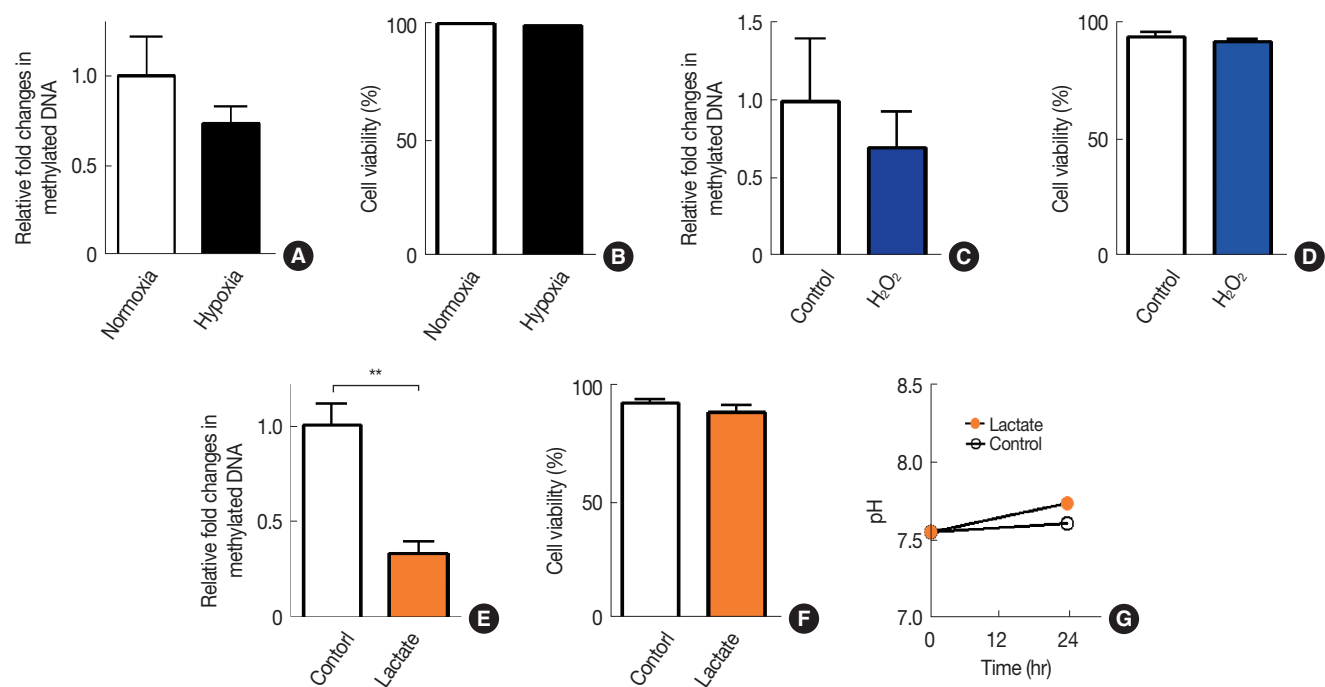 Relative fold changes in
methylated DNA
1.0
0.5
0
Normoxia
Hypoxia
A
Cell viability (%)
100
50
0
Normoxia
Hypoxia
B
Relative fold changes in
methylated DNA
1.5
1.0
0.5
0
Control
H₂O₂
C
Cell viability (%)
100
50
0
Control
H₂O₂
D
Relative fold changes in
methylated DNA
1.0
0.5
0
**
Contorl
Lactate
E
Cell viability (%)
100
50
0
Contorl
Lactate
F
pH
8.5
8.0
7.5
7.0
Lactate
Control
0
12
24
Time (hr)
G